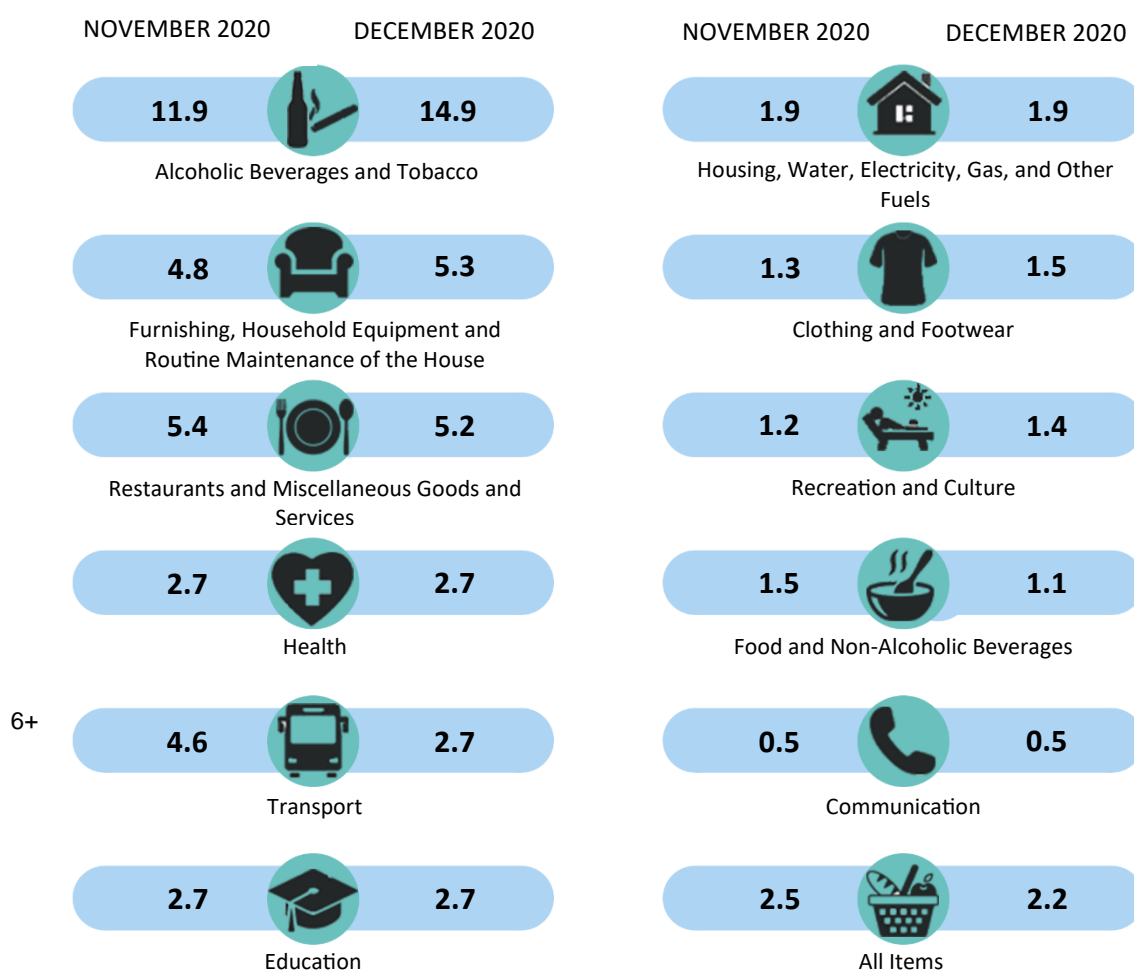 NOVEMBER 2020 DECEMBER 2020
11.9 14.9
Alcoholic Beverages and Tobacco
4.8 5.3
Furnishing, Household Equipment and
Routine Maintenance of the House
5.4 5.2
Restaurants and Miscellaneous Goods and
Services
2.7 2.7
Health
6+
4.6 2.7
Transport
2.7 2.7
Education
NOVEMBER 2020 DECEMBER 2020
1.9 1.9
Housing, Water, Electricity, Gas, and Other
Fuels
1.3 1.5
Clothing and Footwear
1.2 1.4
Recreation and Culture
1.5 1.1
Food and Non-Alcoholic Beverages
0.5 0.5
Communication
2.5 2.2
All Items